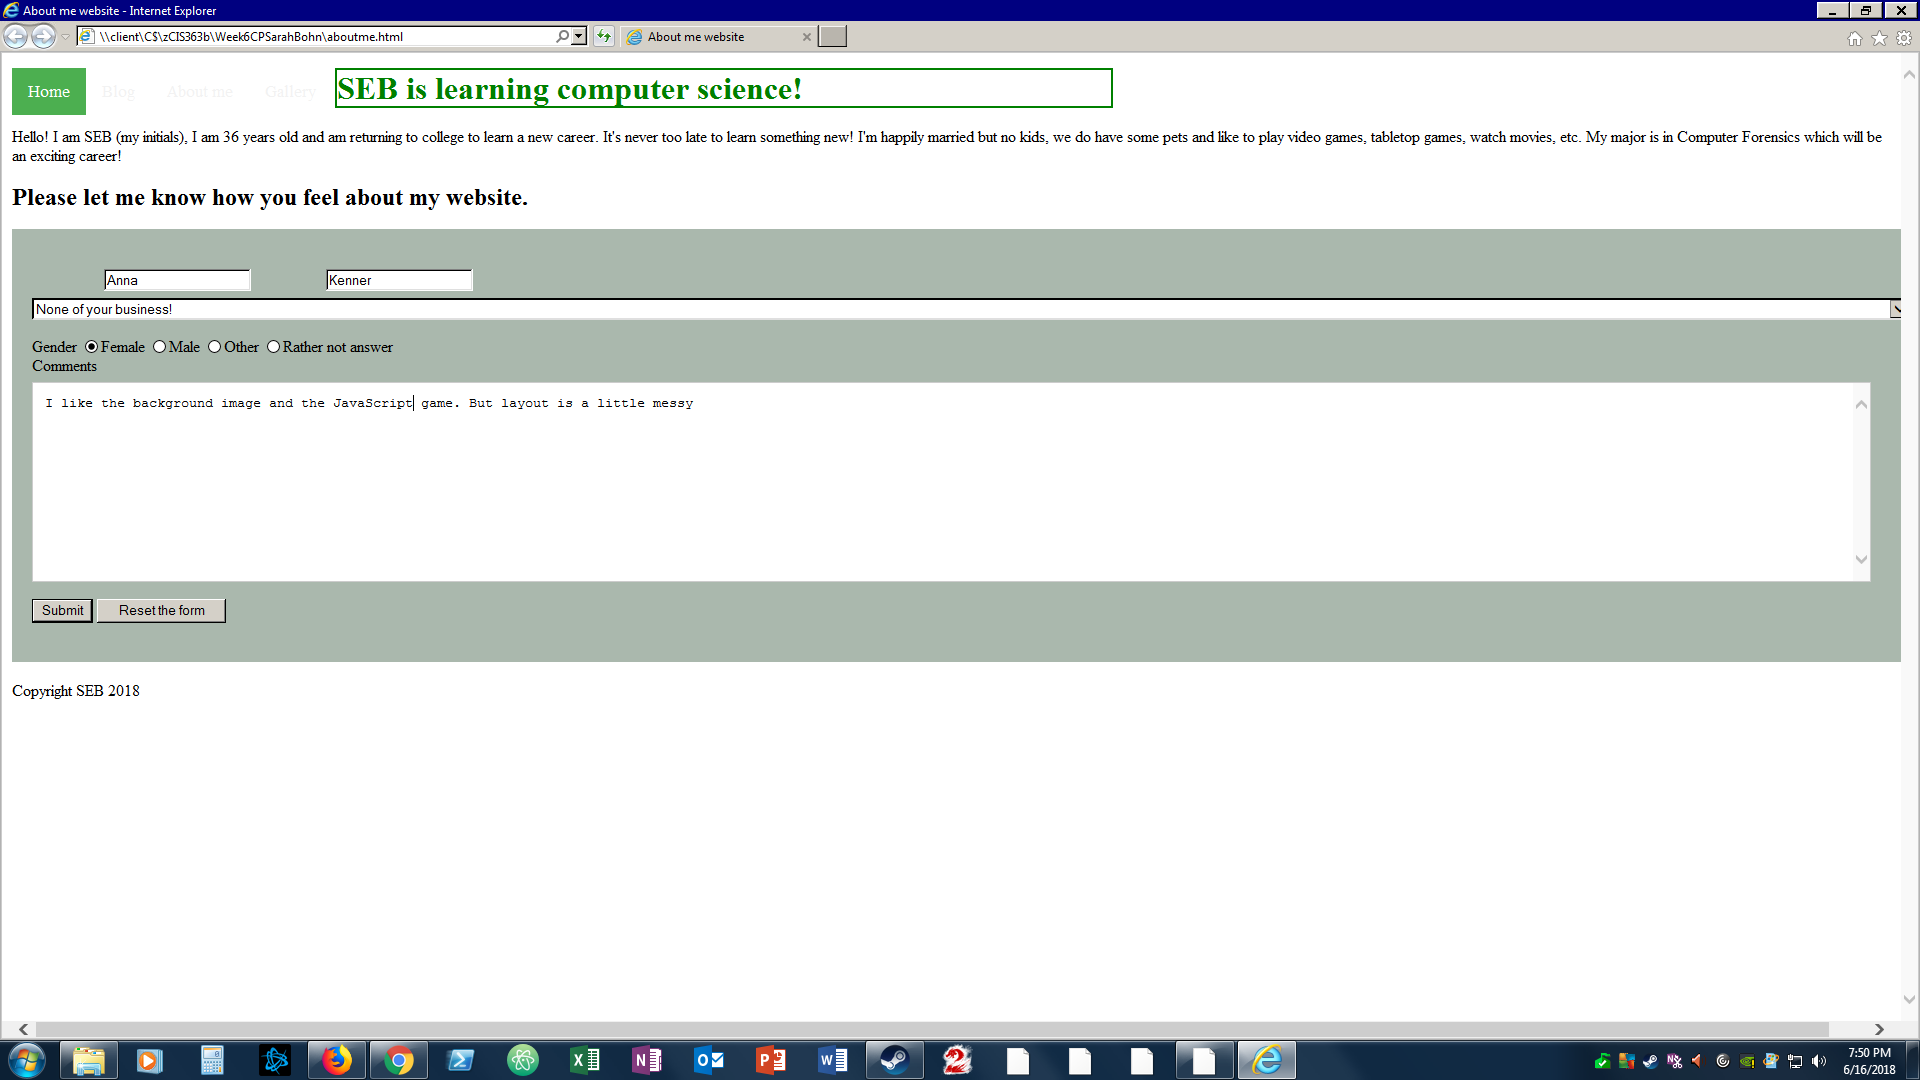 About me website - Internet Explorer
\\client\C$\zCIS363b\Week6CPSarahBohn\aboutme.html
About me website
Home Blog About me Gallery
SEB is learning computer science!
Hello! I am SEB (my initials), I am 36 years old and am returning to college to learn a new career. It's never too late to learn something new! I'm happily married but no kids, we do have some pets and like to play video games, tabletop games, watch movies, etc. My major is in Computer Forensics which will be
an exciting career!
Please let me know how you feel about my website.
Anna Kenner
None of your business!
Gender Female Male Other Rather not answer
Comments
I like the background image and the JavaScript game. But layout is a little messy
Submit Reset the form
Copyright SEB 2018
7:50 PM
6/16/2018